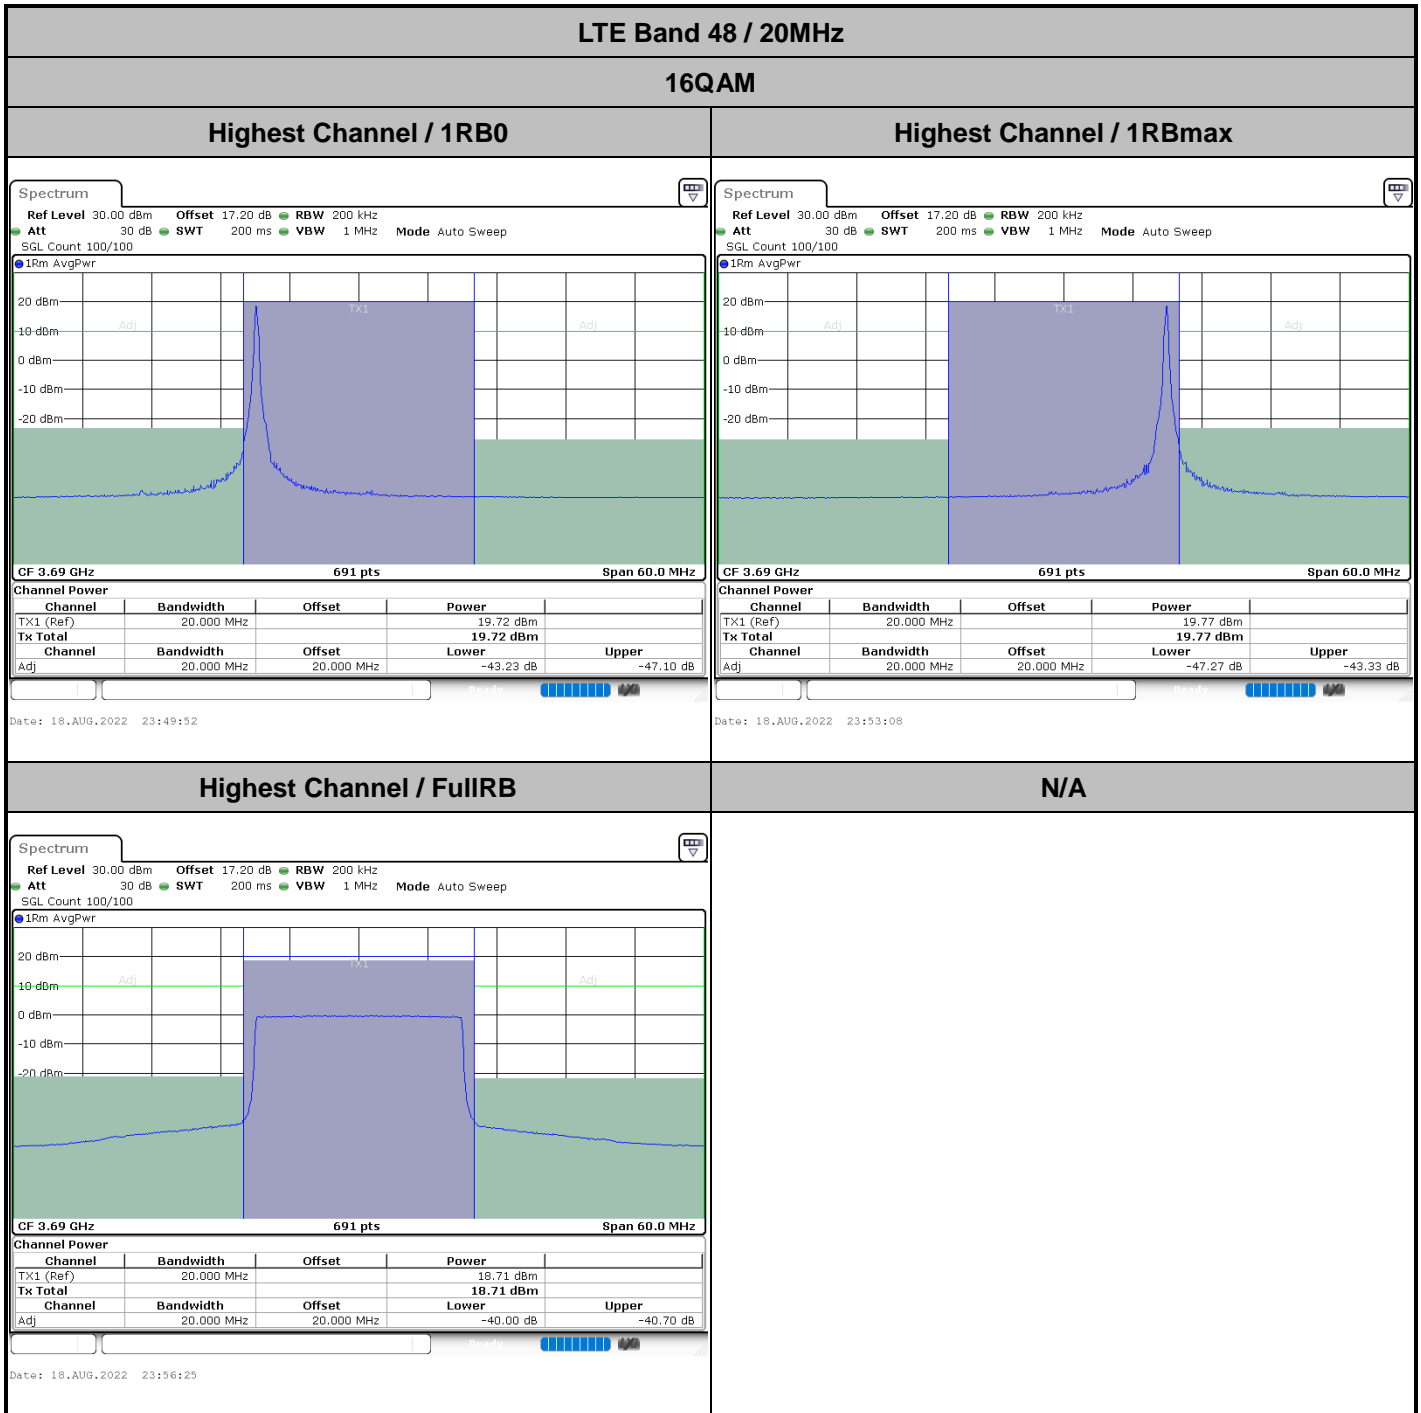 LTE Band 48 / 20MHz
16QAM
Highest Channel / 1RB0
Highest Channel / 1RBmax
Spectrum
Ref Level 30.00 dBm Offset 17.20 dB RBW 200 kHz
Att 30 dB SWT 200 ms VBW 1 MHz Mode Auto Sweep
SGL Count 100/100
1Rm AvgPwr
TX1
Adj
Adj
20 dBm
10 dBm
0 dBm
-10 dBm
-20 dBm
CF 3.69 GHz 691 pts Span 60.0 MHz
Channel Power
Channel Bandwidth Offset Power
TX1 (Ref) 20.000 MHz 19.72 dBm
Tx Total 19.72 dBm
Channel Bandwidth Offset Lower Upper
Adj 20.000 MHz 20.000 MHz -43.23 dB -47.10 dB
Ready
Date: 18.AUG.2022 23:49:52
Spectrum
Ref Level 30.00 dBm Offset 17.20 dB RBW 200 kHz
Att 30 dB SWT 200 ms VBW 1 MHz Mode Auto Sweep
SGL Count 100/100
1Rm AvgPwr
TX1
Adj
Adj
20 dBm
10 dBm
0 dBm
-10 dBm
-20 dBm
CF 3.69 GHz 691 pts Span 60.0 MHz
Channel Power
Channel Bandwidth Offset Power
TX1 (Ref) 20.000 MHz 19.77 dBm
Tx Total 19.77 dBm
Channel Bandwidth Offset Lower Upper
Adj 20.000 MHz 20.000 MHz -47.27 dB -43.33 dB
Ready
Date: 18.AUG.2022 23:53:08
Highest Channel / FullRB
N/A
Spectrum
Ref Level 30.00 dBm Offset 17.20 dB RBW 200 kHz
Att 30 dB SWT 200 ms VBW 1 MHz Mode Auto Sweep
SGL Count 100/100
1Rm AvgPwr
TX1
Adj
Adj
20 dBm
10 dBm
0 dBm
-10 dBm
-20 dBm
CF 3.69 GHz 691 pts Span 60.0 MHz
Channel Power
Channel Bandwidth Offset Power
TX1 (Ref) 20.000 MHz 18.71 dBm
Tx Total 18.71 dBm
Channel Bandwidth Offset Lower Upper
Adj 20.000 MHz 20.000 MHz -40.00 dB -40.70 dB
Ready
Date: 18.AUG.2022 23:56:25